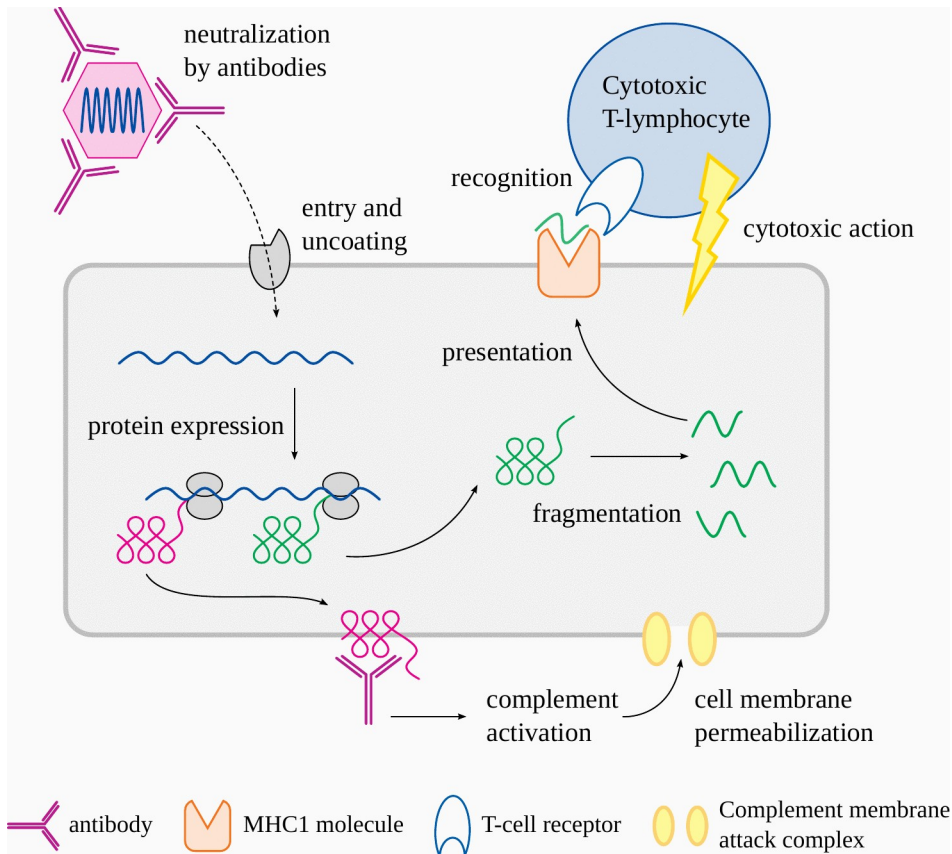 neutralization
by antibodies
Cytotoxic
T-lymphocyte
recognition
entry and
uncoating
cytotoxic action
presentation
protein expression
fragmentation
complement
activation
cell membrane
permeabilization
antibody
MHC1 molecule
T-cell receptor
Complement membrane
attack complex